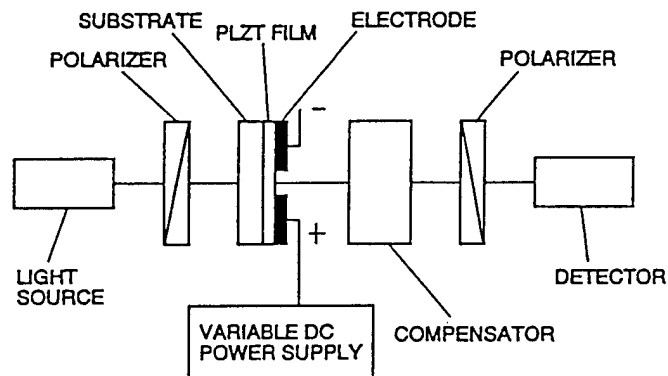 SUBSTRATE
PLZT FILM
ELECTRODE
POLARIZER
POLARIZER
−
+
LIGHT
SOURCE
VARIABLE DC
POWER SUPPLY
COMPENSATOR
DETECTOR